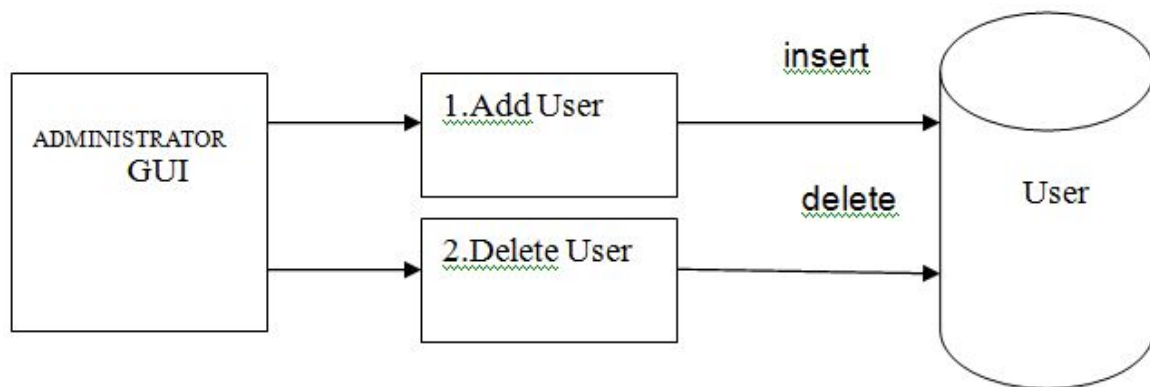 ADMINISTRATOR
GUI
1.Add User
insert
2.Delete User
delete
User